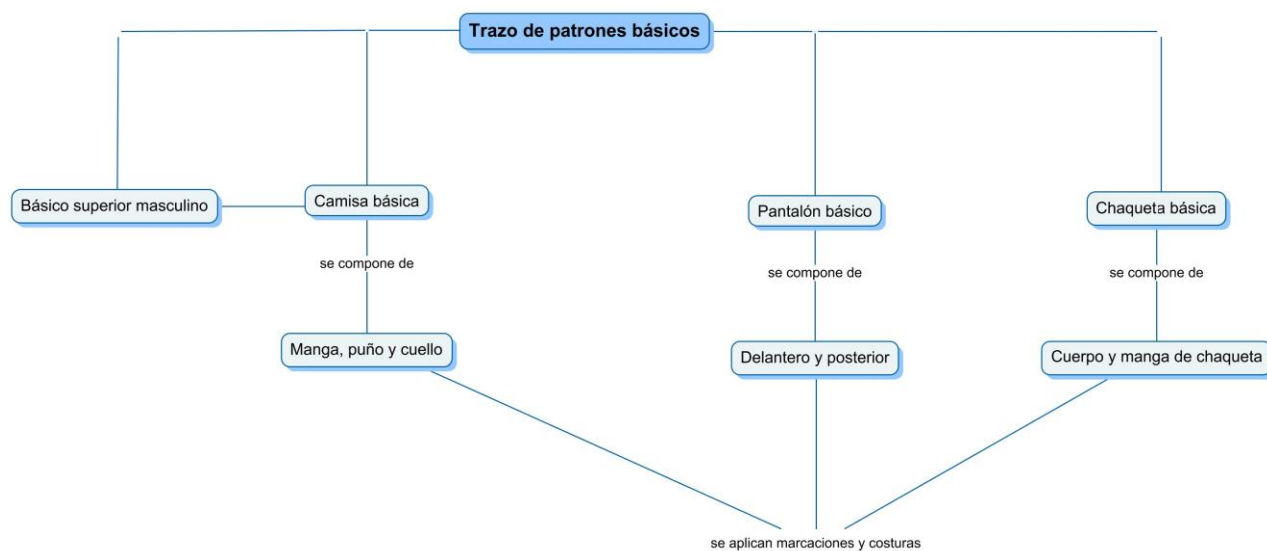 Trazo de patrones básicos
Básico superior masculino
Camisa básica
Pantalón básico
Chaqueta básica
se compone de
se compone de
se compone de
Manga, puño y cuello
Delantero y posterior
Cuerpo y manga de chaqueta
se aplican marcaciones y costuras